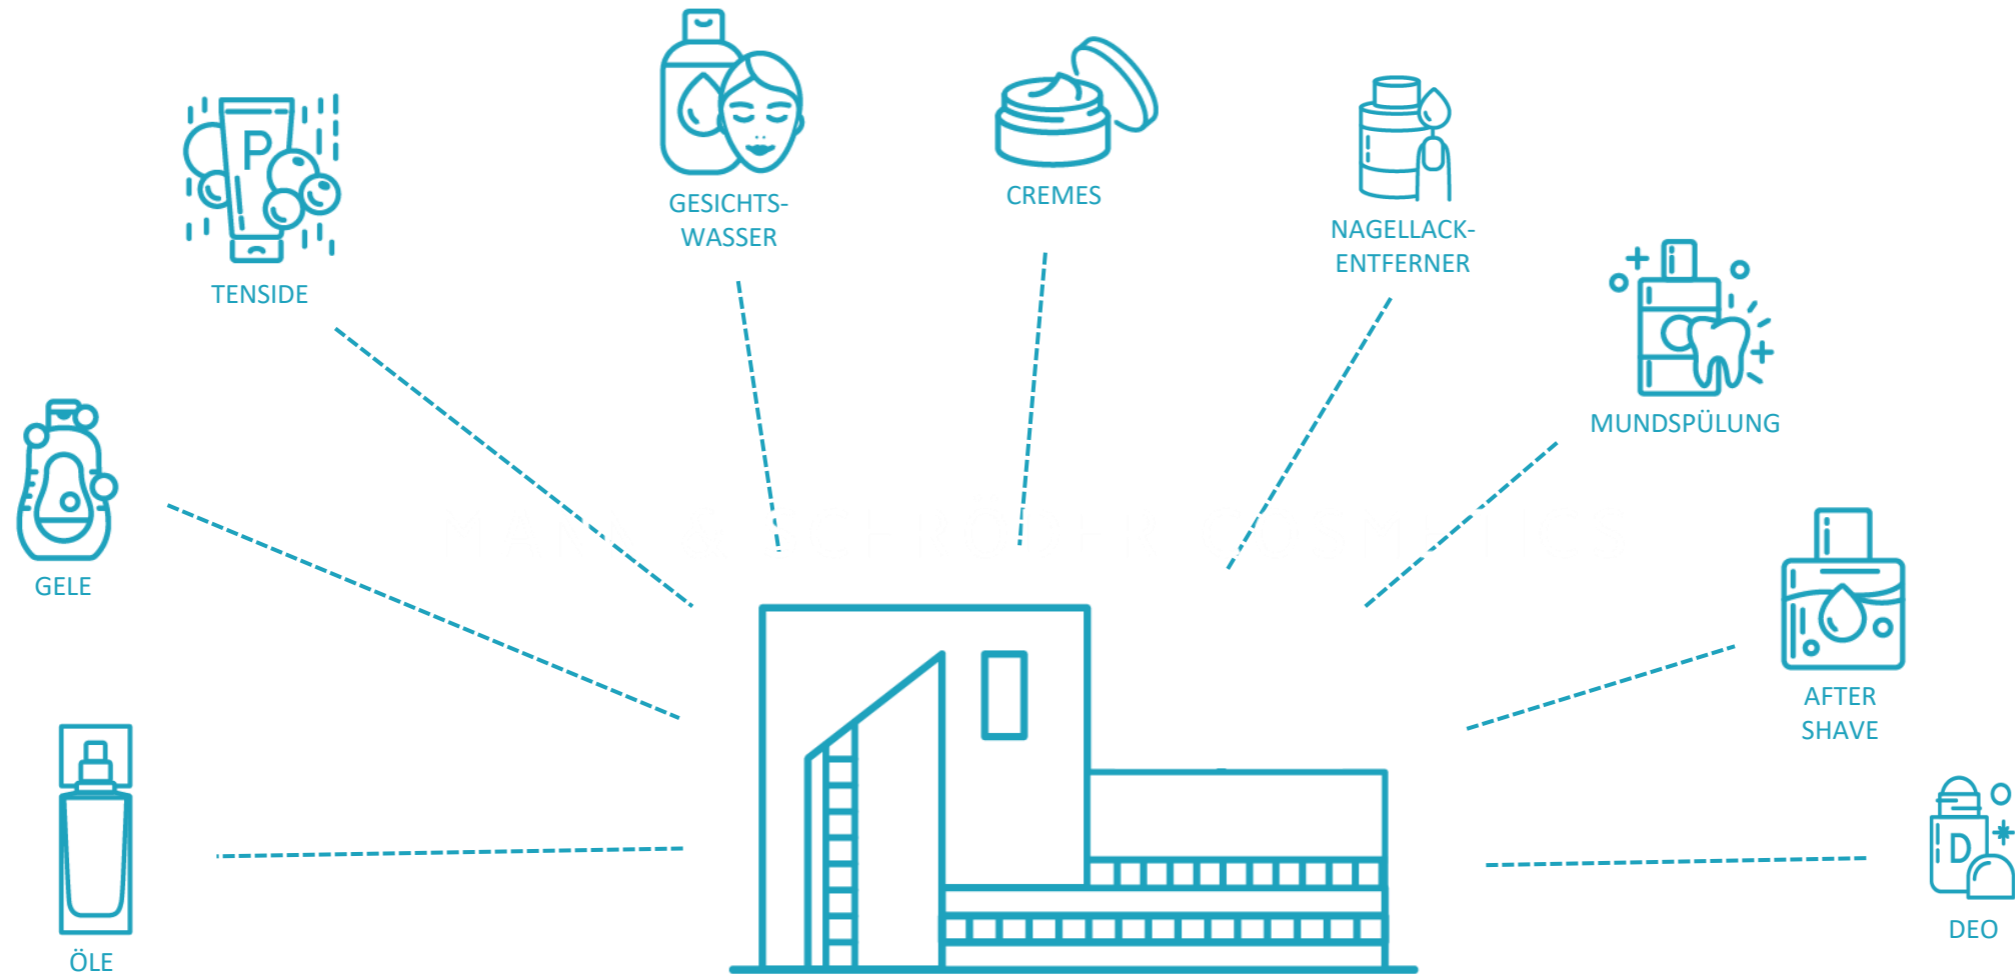 GESICHTS-
WASSER
CREMES
NAGELLACK-
ENTFERNER
P
TENSIDE
MUNDSPÜLUNG
GELE
AFTER
SHAVE
D
DEO
ÖLE